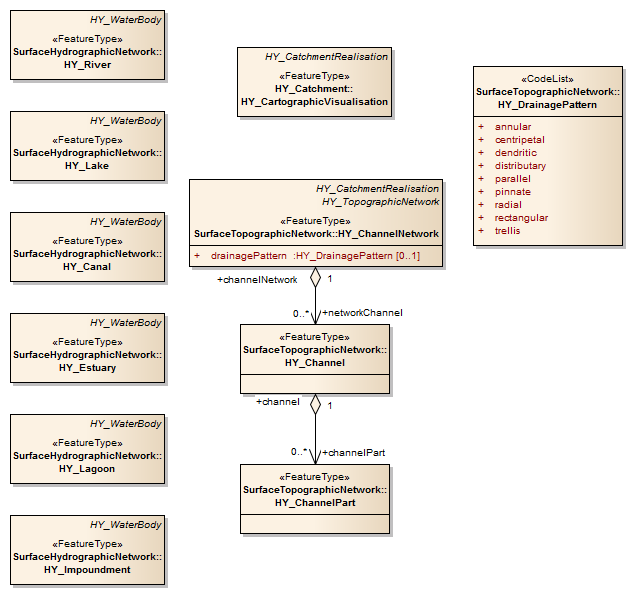 HY_WaterBody
«FeatureType»
SurfaceHydrographicNetwork::
HY_River
HY_WaterBody
«FeatureType»
SurfaceHydrographicNetwork::
HY_Lake
HY_WaterBody
«FeatureType»
SurfaceHydrographicNetwork::
HY_Canal
HY_WaterBody
«FeatureType»
SurfaceHydrographicNetwork::
HY_Estuary
HY_WaterBody
«FeatureType»
SurfaceHydrographicNetwork::
HY_Lagoon
HY_WaterBody
«FeatureType»
SurfaceHydrographicNetwork::
HY_Impoundment
HY_CatchmentRealisation
«FeatureType»
HY_Catchment::
HY_CartographicVisualisation
HY_CatchmentRealisation
HY_TopographicNetwork
«FeatureType»
SurfaceTopographicNetwork::HY_ChannelNetwork
+ drainagePattern :HY_DrainagePattern [0..1]
+channelNetwork 1
0..* +networkChannel
«FeatureType»
SurfaceTopographicNetwork::
HY_Channel
+channel 1
0..* +channelPart
«FeatureType»
SurfaceTopographicNetwork::
HY_ChannelPart
«CodeList»
SurfaceTopographicNetwork::
HY_DrainagePattern
+ annular
+ centripetal
+ dendritic
+ distributary
+ parallel
+ pinnate
+ radial
+ rectangular
+ trellis